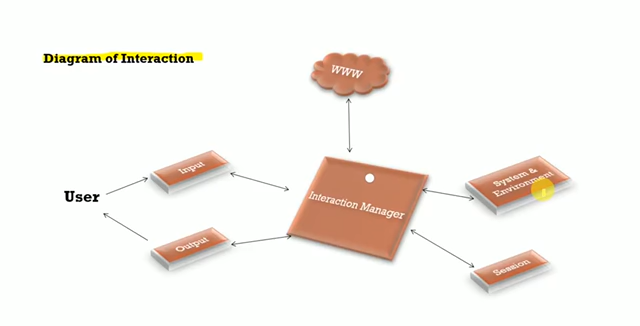 Diagram of Interaction
WWW
Input
User
Interaction Manager
System &
Environment
Output
Session